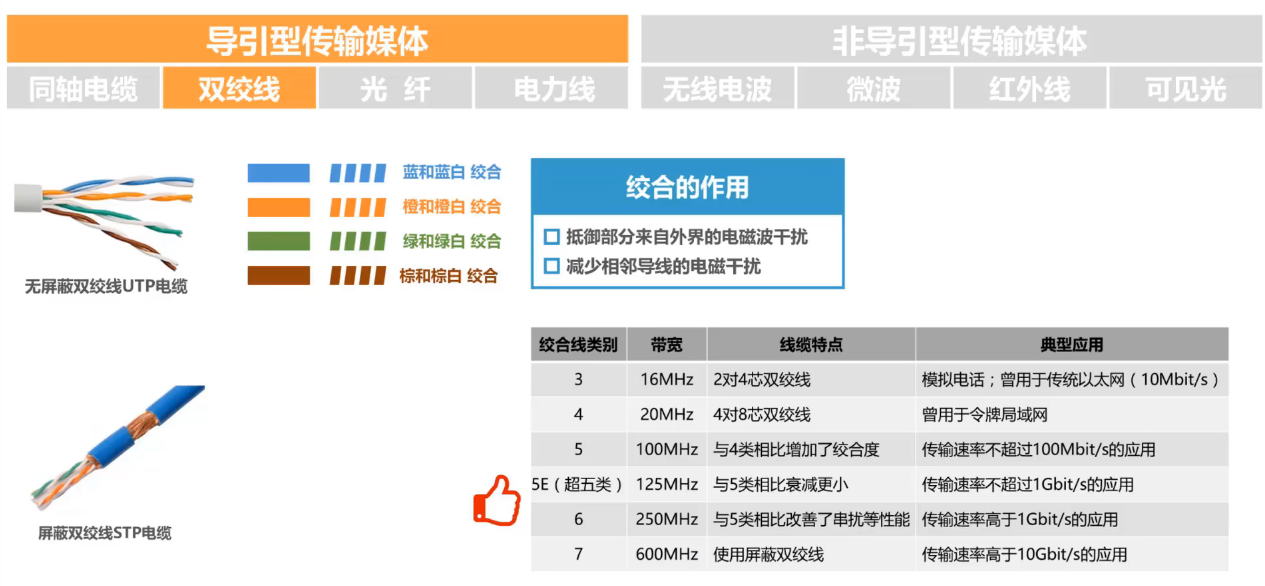 导引型传输媒体
非导引型传输媒体
同轴电缆 双绞线 光 纤 电力线 无线电波 微波 红外线 可见光
蓝和蓝白 绞合
橙和橙白 绞合
绿和绿白 绞合
棕和棕白 绞合
无屏蔽双绞线UTP电缆
绞合的作用
抵御部分来自外界的电磁波干扰
减少相邻导线的电磁干扰
屏蔽双绞线STP电缆
绞合线类别 带宽 线缆特点 典型应用
3 16MHz 2对4芯双绞线 模拟电话；曾用于传统以太网（10Mbit/s）
4 20MHz 4对8芯双绞线 曾用于令牌局域网
5 100MHz 与4类相比增加了绞合度 传输速率不超过100Mbit/s的应用
5E（超五类） 125MHz 与5类相比衰减更小 传输速率不超过1Gbit/s的应用
6 250MHz 与5类相比改善了串扰等性能 传输速率高于1Gbit/s的应用
7 600MHz 使用屏蔽双绞线 传输速率高于10Gbit/s的应用